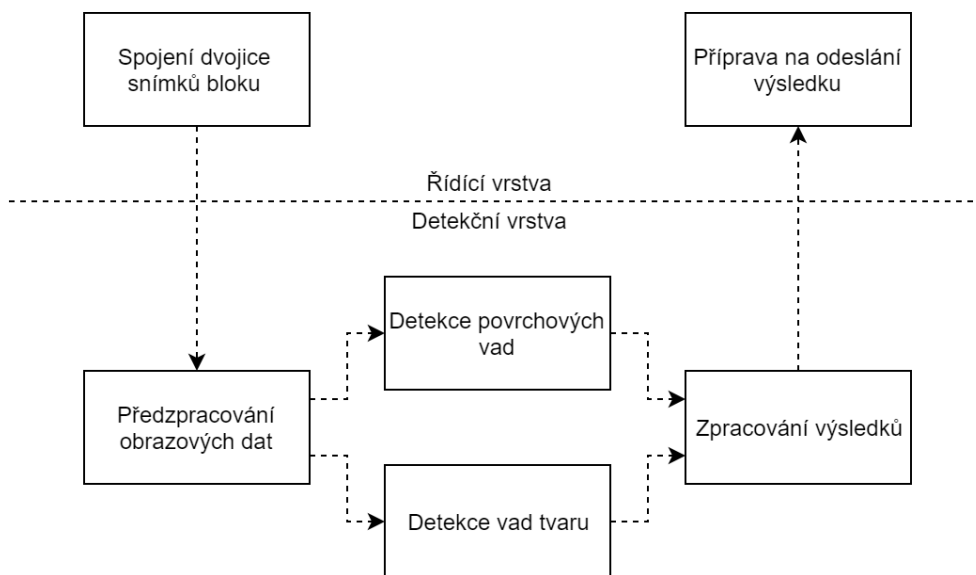 Spojení dvojice
snímků bloku
Příprava na odeslání
výsledku
Řídící vrstva
Detekční vrstva
Detekce povrchových
vad
Předzpracování
obrazových dat
Zpracování výsledků
Detekce vad tvaru